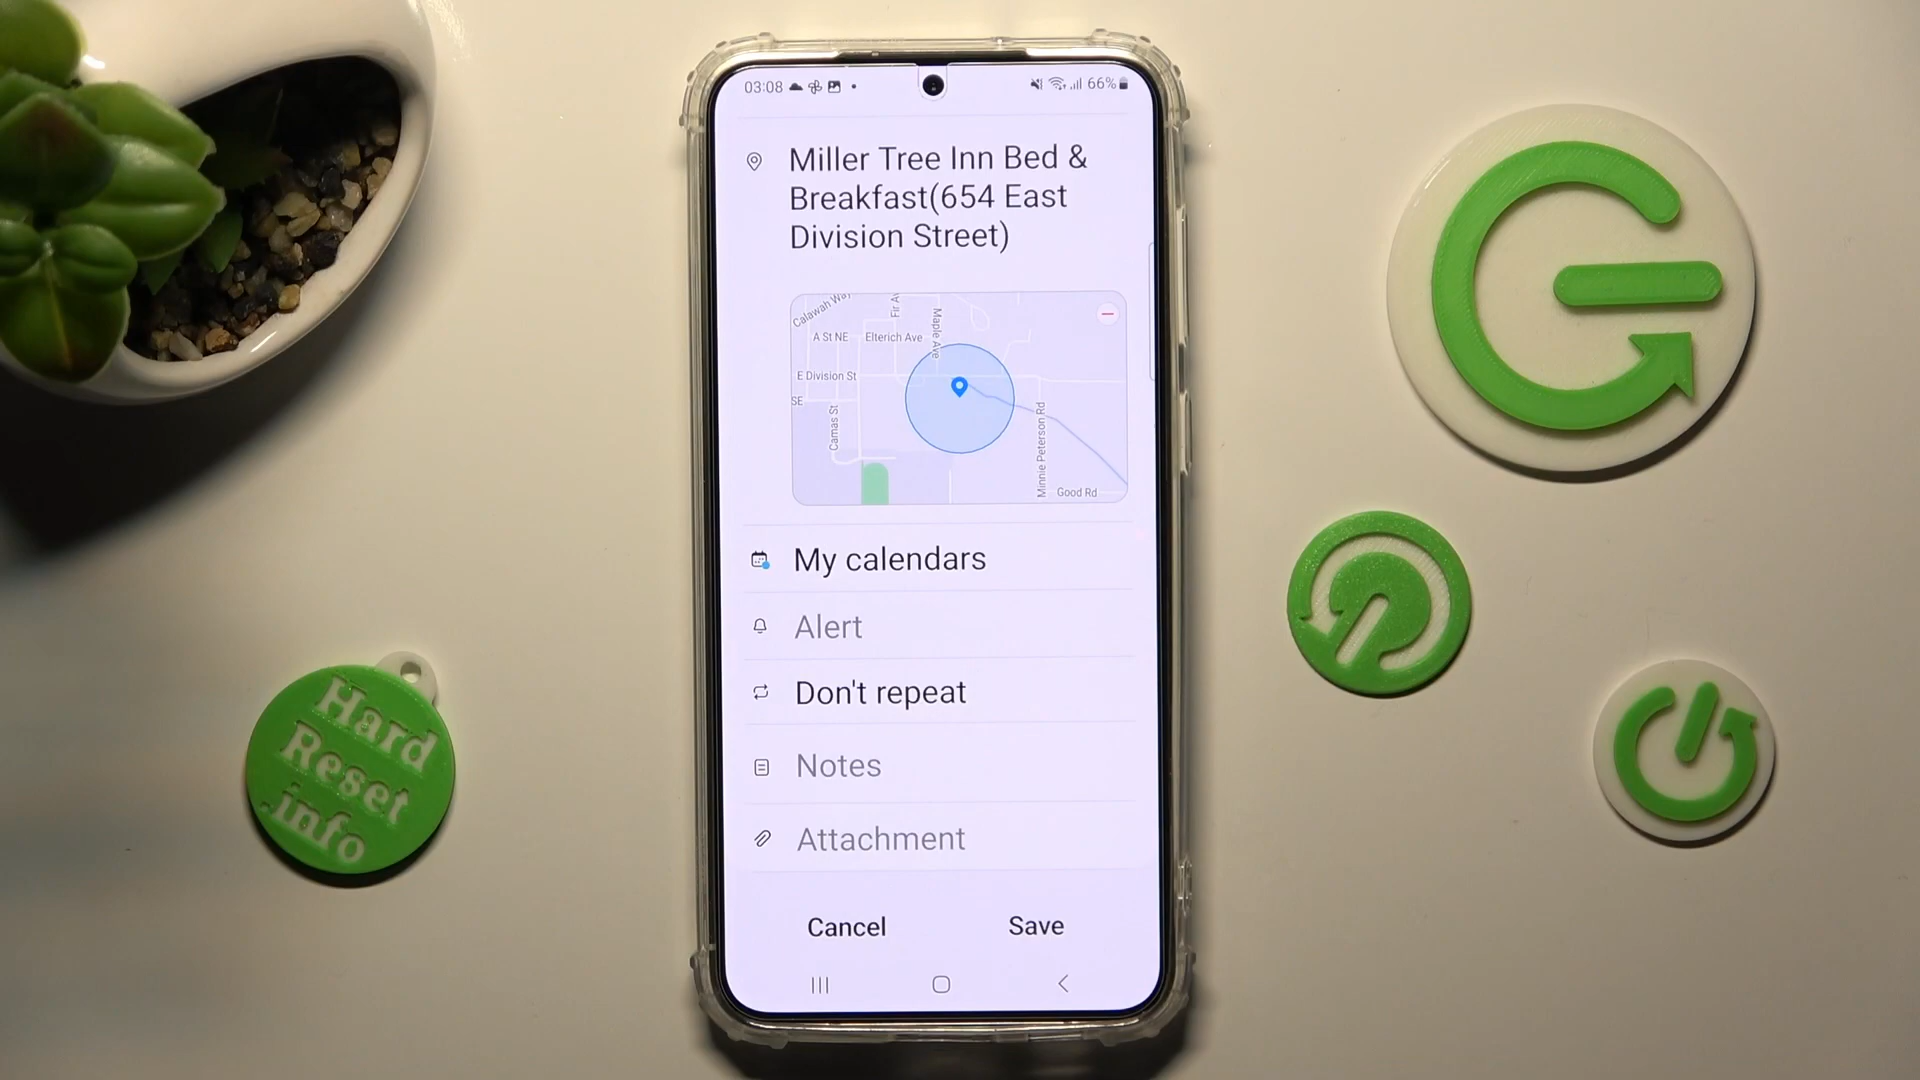 03:08
66%
Miller Tree Inn Bed &
Breakfast(654 East
Division Street)
Calawah Way
Fir Av
Maple Ave
A St NE
Elterich Ave
E Division St
SE
Camas St
Minnie Peterson Rd
Good Rd
My calendars
Alert
Don't repeat
Notes
Attachment
Cancel
Save
Hard
Reset
.info